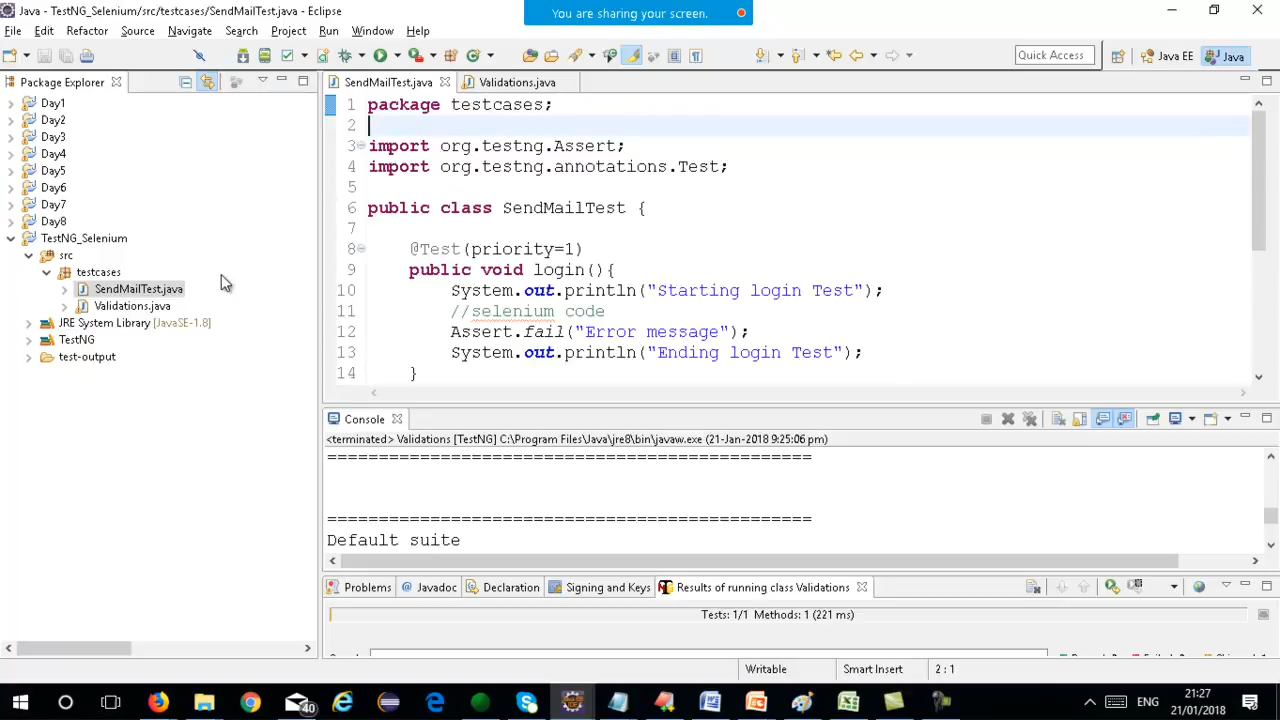 Java - TestNG_Selenium/src/testcases/SendMailTest.java - Eclipse
You are sharing your screen.
File Edit Refactor Source Navigate Search Project Run Window Help
Quick Access
Java EE
Java
Package Explorer
SendMailTest.java
Validations.java
Day1
Day2
Day3
Day4
Day5
Day6
Day7
Day8
TestNG_Selenium
src
testcases
SendMailTest.java
Validations.java
JRE System Library [JavaSE-1.8]
TestNG
test-output
1 package testcases;
2
3 import org.testng.Assert;
4 import org.testng.annotations.Test;
5
6 public class SendMailTest {
7
8 @Test(priority=1)
9 public void login(){
10 System.out.println("Starting login Test");
11 //selenium code
12 Assert.fail("Error message");
13 System.out.println("Ending login Test");
14 }
Console
<terminated> Validations [TestNG] C:\Program Files\Java\jre8\bin\javaw.exe (21-Jan-2018 9:25:06 pm)
===============================================
===============================================
Default suite
Problems @ Javadoc Declaration Signing and Keys Results of running class Validations
Tests: 1/1 Methods: 1 (221 ms)
Writable Smart Insert 2 : 1
40
ENG
21:27
21/01/2018